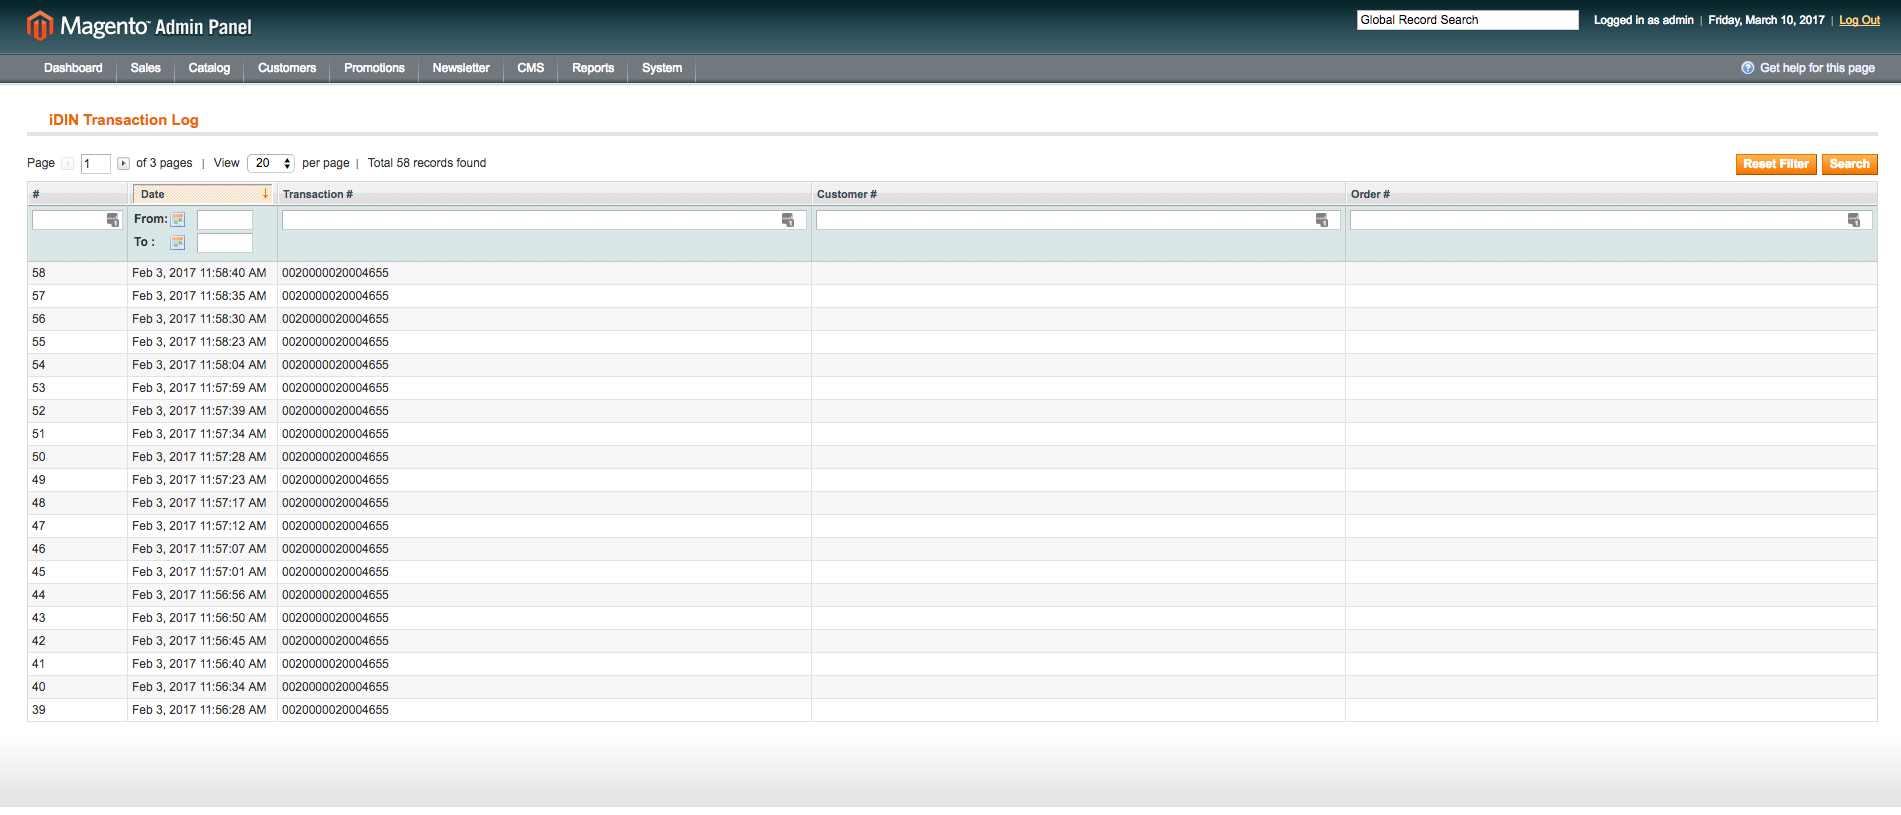 Magento™ Admin Panel
Global Record Search
Logged in as admin | Friday, March 10, 2017 | Log Out
Dashboard Sales Catalog Customers Promotions Newsletter CMS Reports System
Get help for this page
iDIN Transaction Log
Page 1 of 3 pages | View 20 per page | Total 58 records found
Reset Filter Search
# Date Transaction # Customer # Order #
From:
To :
58 Feb 3, 2017 11:58:40 AM 0020000020004655
57 Feb 3, 2017 11:58:35 AM 0020000020004655
56 Feb 3, 2017 11:58:30 AM 0020000020004655
55 Feb 3, 2017 11:58:23 AM 0020000020004655
54 Feb 3, 2017 11:58:04 AM 0020000020004655
53 Feb 3, 2017 11:57:59 AM 0020000020004655
52 Feb 3, 2017 11:57:39 AM 0020000020004655
51 Feb 3, 2017 11:57:34 AM 0020000020004655
50 Feb 3, 2017 11:57:28 AM 0020000020004655
49 Feb 3, 2017 11:57:23 AM 0020000020004655
48 Feb 3, 2017 11:57:17 AM 0020000020004655
47 Feb 3, 2017 11:57:12 AM 0020000020004655
46 Feb 3, 2017 11:57:07 AM 0020000020004655
45 Feb 3, 2017 11:57:01 AM 0020000020004655
44 Feb 3, 2017 11:56:56 AM 0020000020004655
43 Feb 3, 2017 11:56:50 AM 0020000020004655
42 Feb 3, 2017 11:56:45 AM 0020000020004655
41 Feb 3, 2017 11:56:40 AM 0020000020004655
40 Feb 3, 2017 11:56:34 AM 0020000020004655
39 Feb 3, 2017 11:56:28 AM 0020000020004655